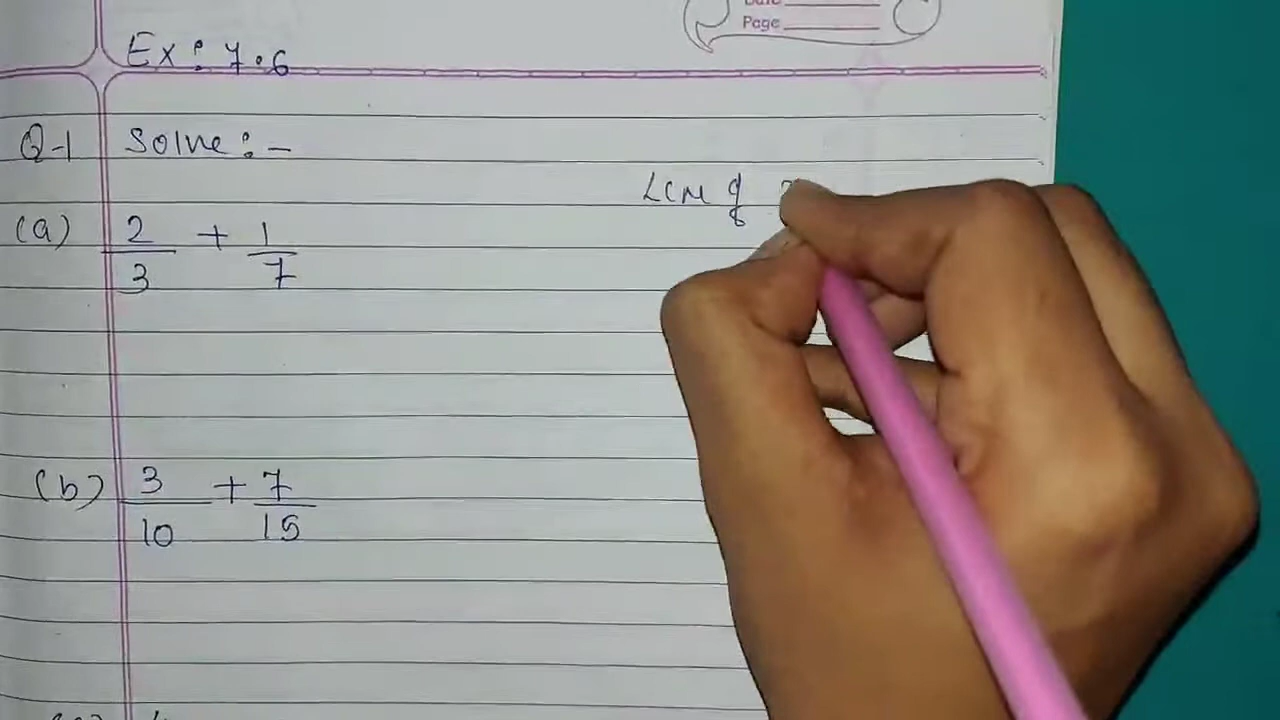 Page
Ex: 7.6
Q-1 Solve:-
LCM of
(a) 2/3 + 1/7
(b) 3/10 + 7/15